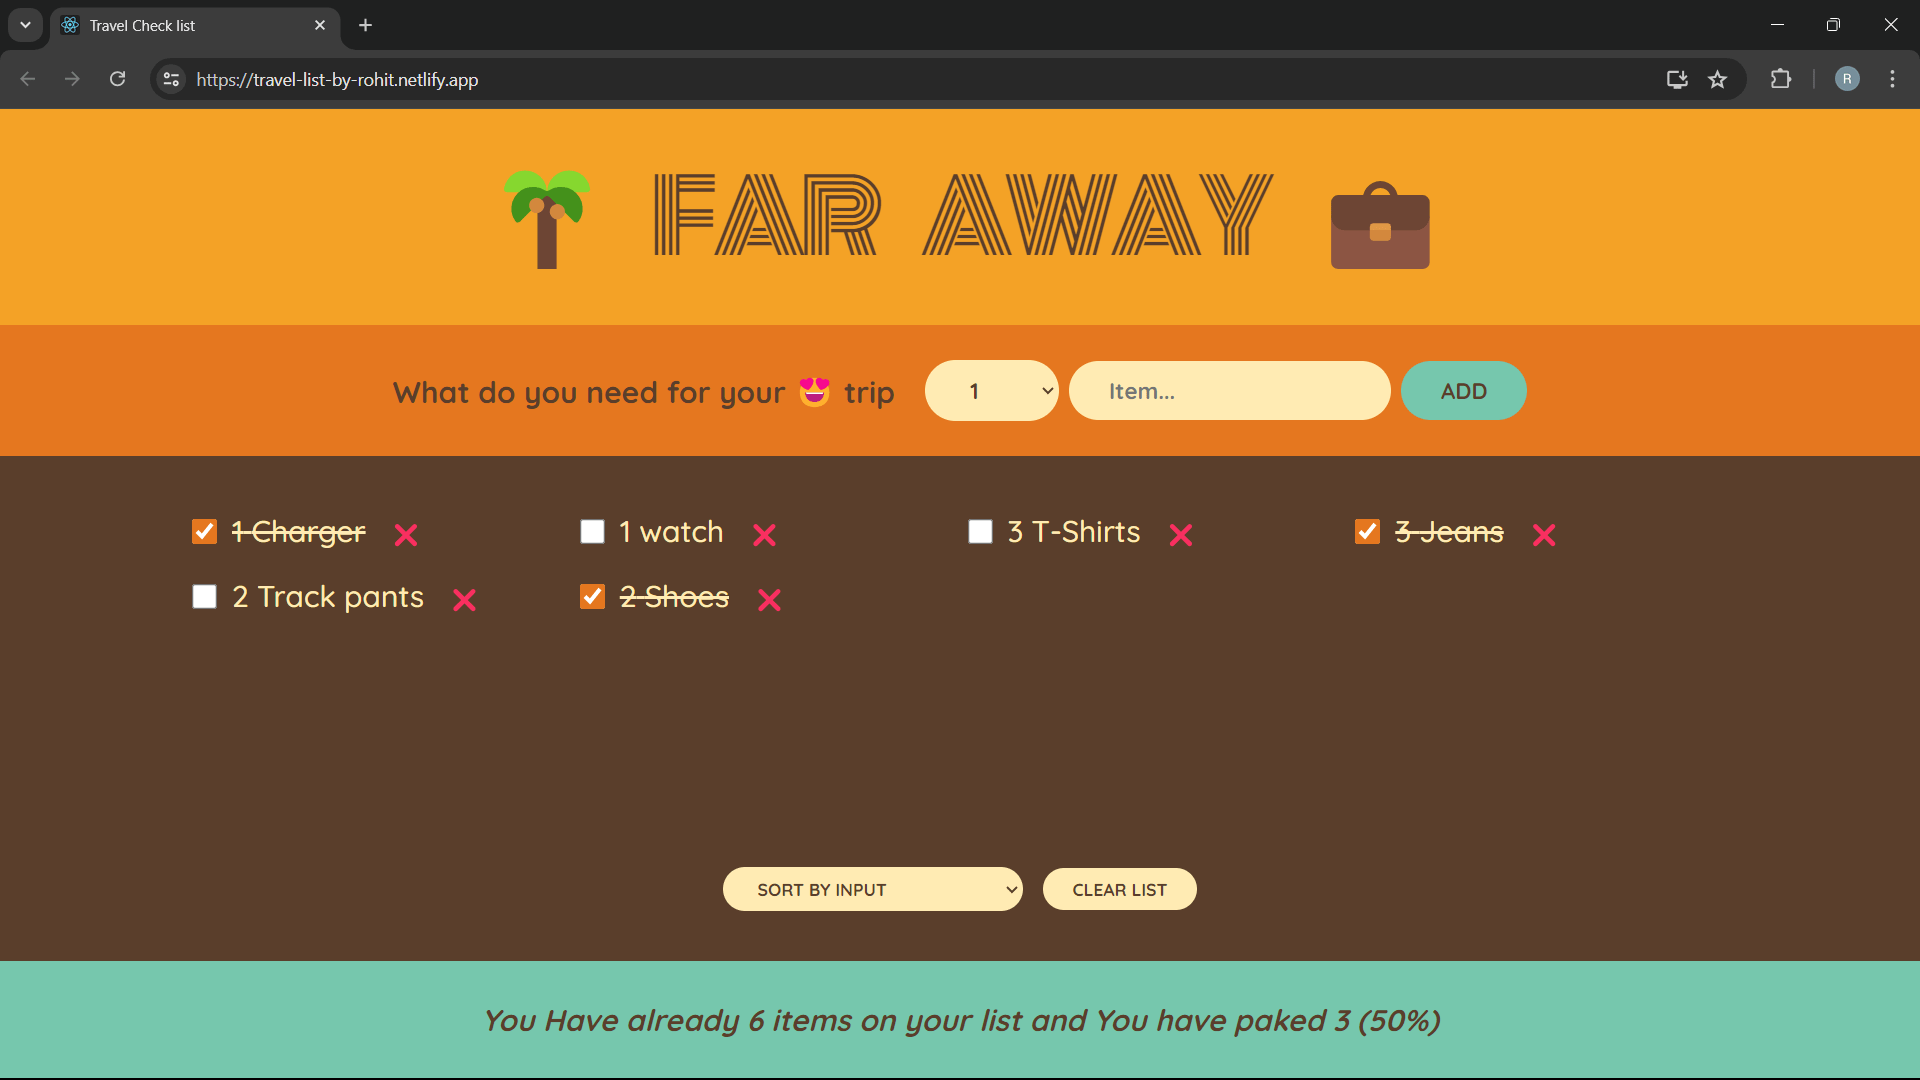 Travel Check list
https://travel-list-by-rohit.netlify.app
R
FAR AWAY
What do you need for your 😍 trip
1
Item...
ADD
1 Charger
1 watch
3 T-Shirts
3 Jeans
2 Track pants
2 Shoes
SORT BY INPUT
CLEAR LIST
You Have already 6 items on your list and You have paked 3 (50%)